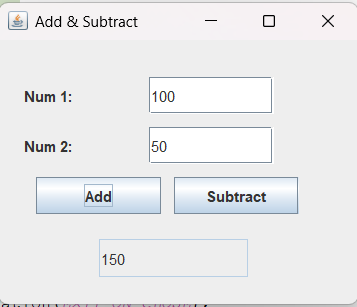 Add & Subtract
Num 1:
100
Num 2:
50
Add
Subtract
150